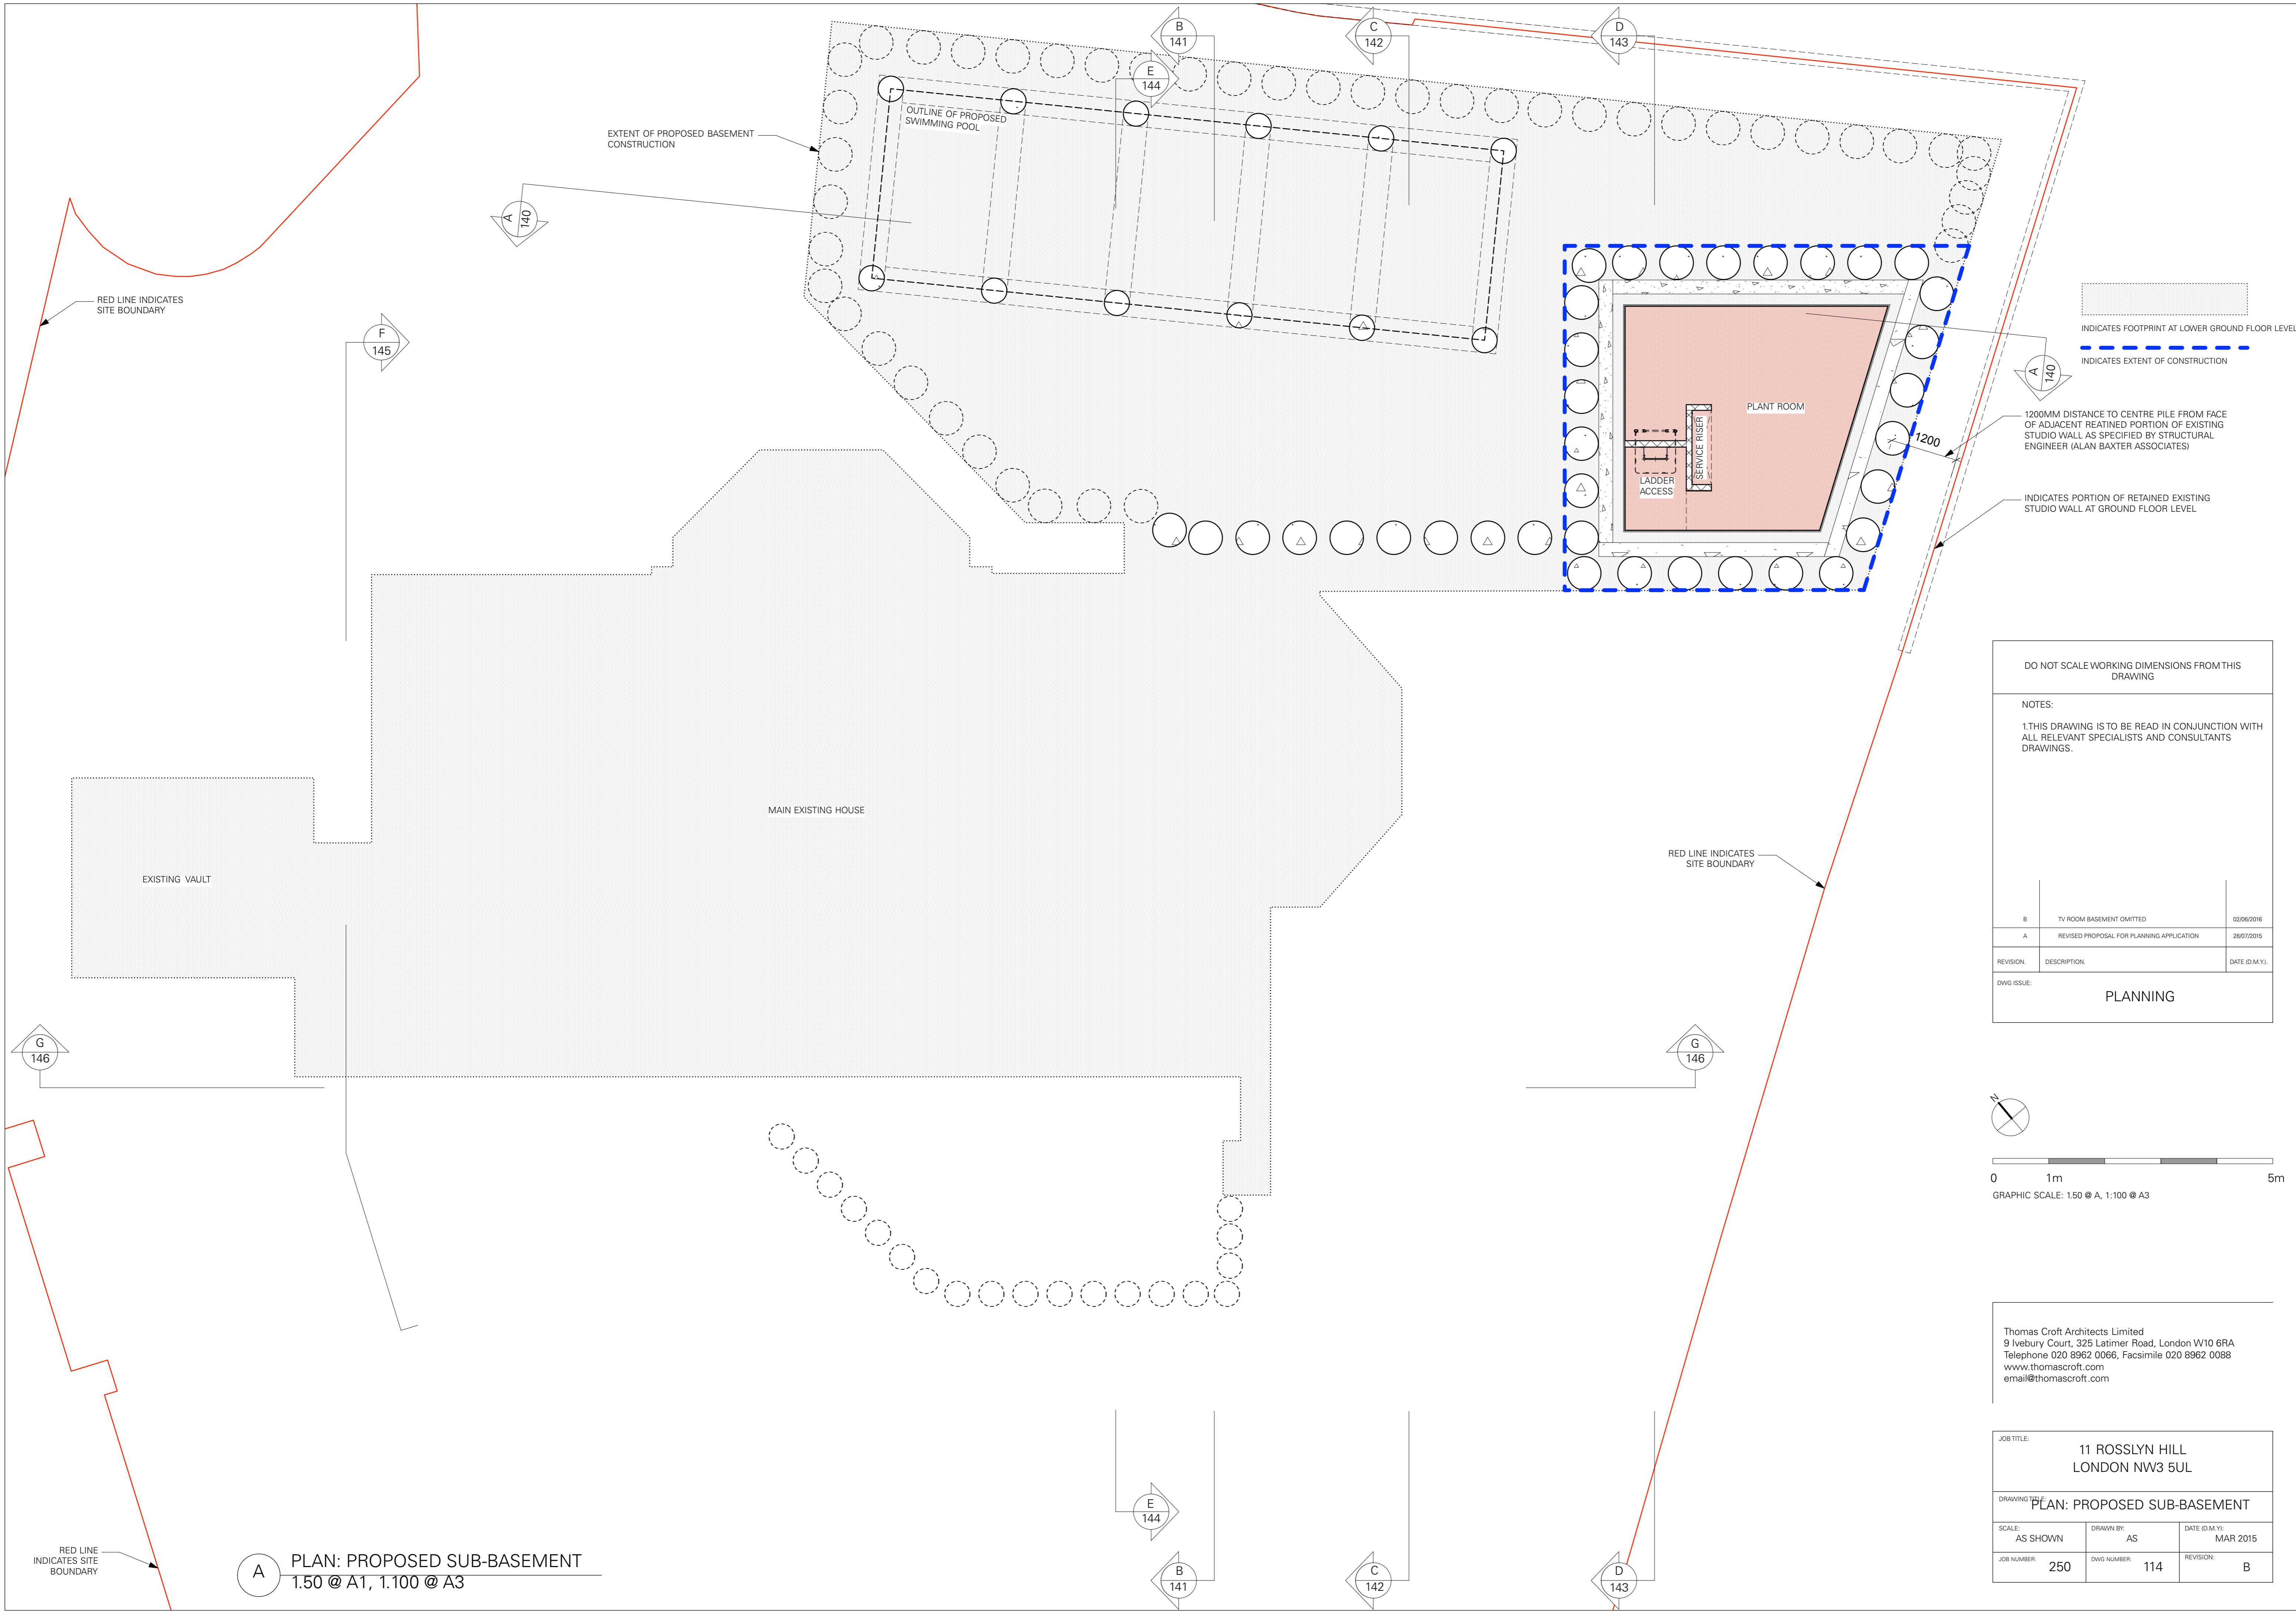 B
141
C
142
D
143
E
144
OUTLINE OF PROPOSED
SWIMMING POOL
EXTENT OF PROPOSED BASEMENT
CONSTRUCTION
A
140
RED LINE INDICATES
SITE BOUNDARY
F
145
INDICATES FOOTPRINT AT LOWER GROUND FLOOR LEVEL
INDICATES EXTENT OF CONSTRUCTION
A
140
PLANT ROOM
SERVICE RISER
LADDER
ACCESS
1200
1200MM DISTANCE TO CENTRE PILE FROM FACE
OF ADJACENT REATINED PORTION OF EXISTING
STUDIO WALL AS SPECIFIED BY STRUCTURAL
ENGINEER (ALAN BAXTER ASSOCIATES)
INDICATES PORTION OF RETAINED EXISTING
STUDIO WALL AT GROUND FLOOR LEVEL
DO NOT SCALE WORKING DIMENSIONS FROM THIS
DRAWING
NOTES:
1.THIS DRAWING IS TO BE READ IN CONJUNCTION WITH
ALL RELEVANT SPECIALISTS AND CONSULTANTS
DRAWINGS.
MAIN EXISTING HOUSE
EXISTING VAULT
RED LINE INDICATES
SITE BOUNDARY
B TV ROOM BASEMENT OMITTED 02/06/2016
A REVISED PROPOSAL FOR PLANNING APPLICATION 28/07/2015
REVISION. DESCRIPTION. DATE (D.M.Y.).
DWG ISSUE:
PLANNING
G
146
G
146
N
0 1m 5m
GRAPHIC SCALE: 1.50 @ A, 1:100 @ A3
Thomas Croft Architects Limited
9 Ivebury Court, 325 Latimer Road, London W10 6RA
Telephone 020 8962 0066, Facsimile 020 8962 0088
www.thomascroft.com
email@thomascroft.com
JOB TITLE:
11 ROSSLYN HILL
LONDON NW3 5UL
DRAWING TITLE:
PLAN: PROPOSED SUB-BASEMENT
SCALE: DRAWN BY: DATE (D.M.Y):
AS SHOWN AS MAR 2015
JOB NUMBER: 250 DWG NUMBER: 114 REVISION: B
E
144
B
141
C
142
D
143
RED LINE
INDICATES SITE
BOUNDARY
A
PLAN: PROPOSED SUB-BASEMENT
1.50 @ A1, 1.100 @ A3